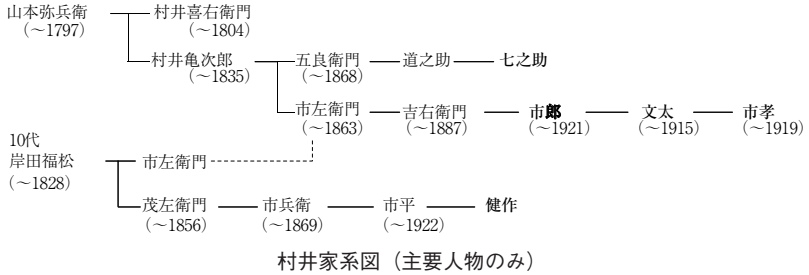 山本弥兵衛 村井喜右衛門
(～1797) (～1804)
村井亀次郎 五良衛門 道之助 七之助
(～1835) (～1868)
市左衛門 吉右衛門 市郎 文太 市孝
(～1863) (～1887) (～1921) (～1915) (～1919)
10代
岸田福松 市左衛門
(～1828)
茂左衛門 市兵衛 市平 健作
(～1856) (～1869) (～1922)
村井家系図（主要人物のみ）